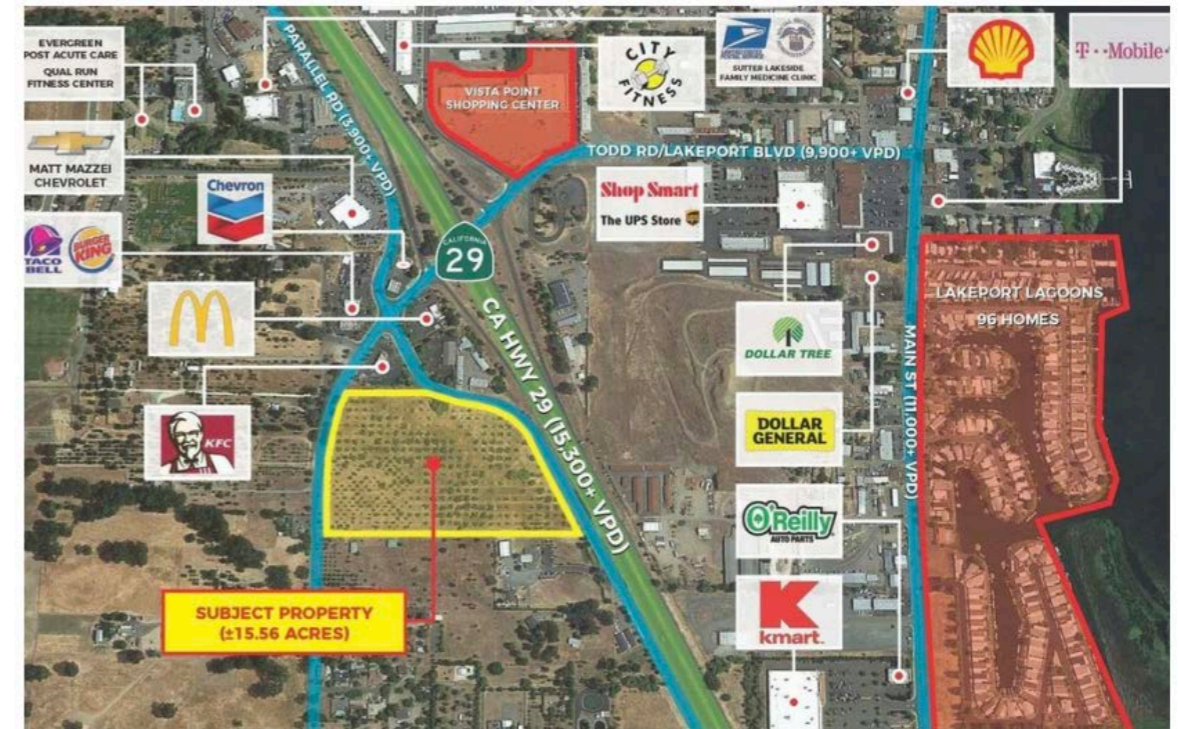 EVERGREEN
POST ACUTE CARE
QUAL RUN
FITNESS CENTER
MATT MAZZEI
CHEVROLET
TACO
BELL
BURGER
KING
Chevron
M
KFC
PARALLEL RD (3,900+ VPD)
VISTA POINT
SHOPPING CENTER
CITY
FITNESS
SUTTER LAKESIDE
FAMILY MEDICINE CLINIC
T··Mobile
TODD RD/LAKEPORT BLVD (9,900+ VPD)
Shop Smart
The UPS Store
CALIFORNIA
29
CA HWY 29 (15,300+ VPD)
DOLLAR TREE
DOLLAR
GENERAL
O'Reilly
AUTO PARTS
K
kmart
MAIN ST (11,000+ VPD)
LAKEPORT LAGOONS
96 HOMES
SUBJECT PROPERTY
(±15.56 ACRES)